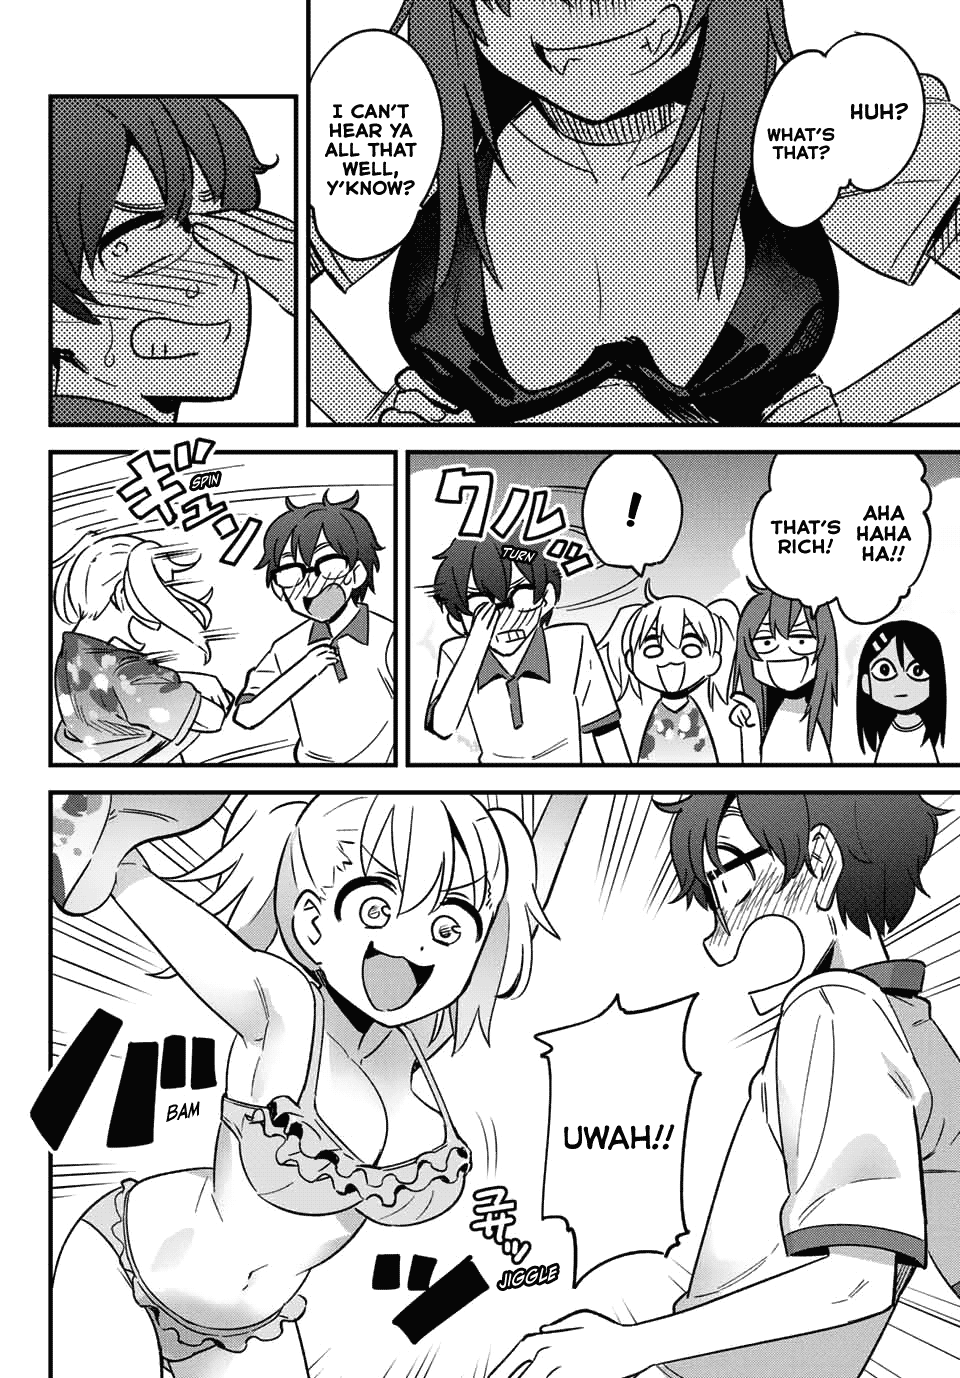 HUH?
WHAT'S
THAT?
I CAN'T
HEAR YA
ALL THAT
WELL,
Y'KNOW?
AHA
HAHA
HA!!
THAT'S
RICH!
!
クルッ
TURN
ギュン
SPIN
UWAH!!
バッ
BAM
ユサッ
JIGGLE